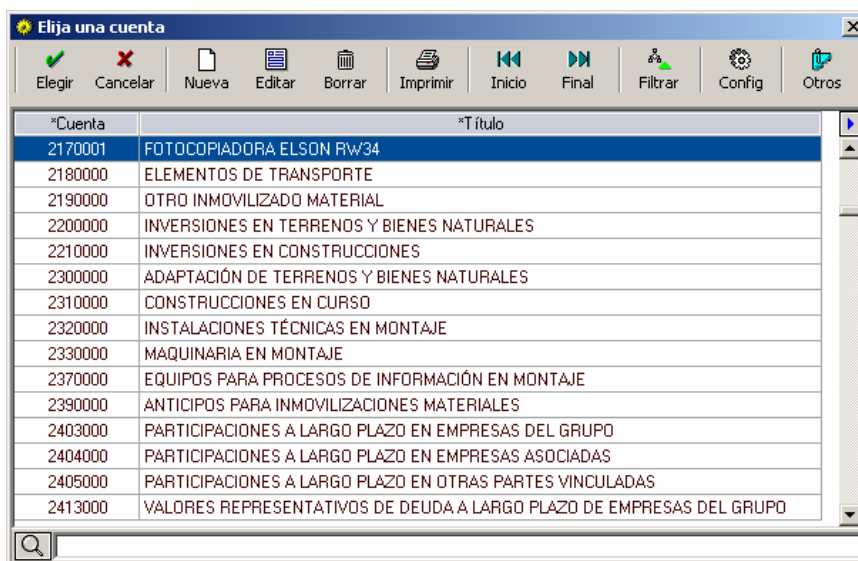 Elija una cuenta
Elegir Cancelar Nueva Editar Borrar Imprimir Inicio Final Filtrar Config Otros
*Cuenta *Título
2170001 FOTOCOPIADORA ELSON RW34
2180000 ELEMENTOS DE TRANSPORTE
2190000 OTRO INMOVILIZADO MATERIAL
2200000 INVERSIONES EN TERRENOS Y BIENES NATURALES
2210000 INVERSIONES EN CONSTRUCCIONES
2300000 ADAPTACIÓN DE TERRENOS Y BIENES NATURALES
2310000 CONSTRUCCIONES EN CURSO
2320000 INSTALACIONES TÉCNICAS EN MONTAJE
2330000 MAQUINARIA EN MONTAJE
2370000 EQUIPOS PARA PROCESOS DE INFORMACIÓN EN MONTAJE
2390000 ANTICIPOS PARA INMOVILIZACIONES MATERIALES
2403000 PARTICIPACIONES A LARGO PLAZO EN EMPRESAS DEL GRUPO
2404000 PARTICIPACIONES A LARGO PLAZO EN EMPRESAS ASOCIADAS
2405000 PARTICIPACIONES A LARGO PLAZO EN OTRAS PARTES VINCULADAS
2413000 VALORES REPRESENTATIVOS DE DEUDA A LARGO PLAZO DE EMPRESAS DEL GRUPO